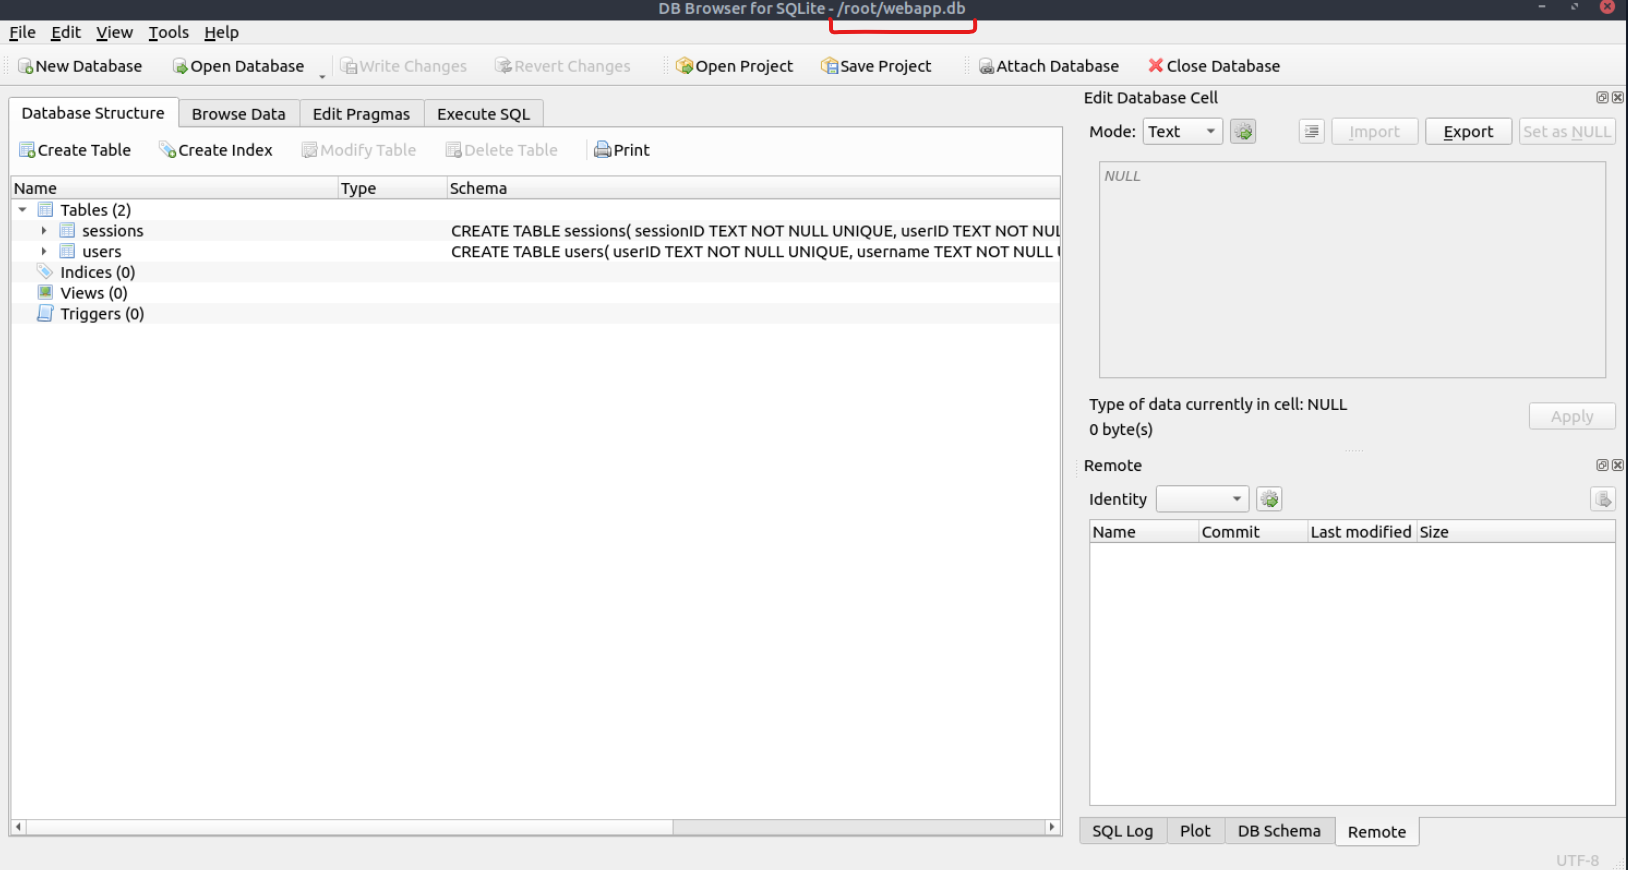 DB Browser for SQLite - /root/webapp.db
File Edit View Tools Help
New Database Open Database Write Changes Revert Changes Open Project Save Project Attach Database Close Database
Database Structure Browse Data Edit Pragmas Execute SQL
Create Table Create Index Modify Table Delete Table Print
Name Type Schema
Tables (2)
sessions CREATE TABLE sessions( sessionID TEXT NOT NULL UNIQUE, userID TEXT NOT NUL
users CREATE TABLE users( userID TEXT NOT NULL UNIQUE, username TEXT NOT NULL
Indices (0)
Views (0)
Triggers (0)
Edit Database Cell
Mode: Text Import Export Set as NULL
NULL
Type of data currently in cell: NULL
0 byte(s)
Apply
Remote
Identity
Name Commit Last modified Size
SQL Log Plot DB Schema Remote
UTF-8